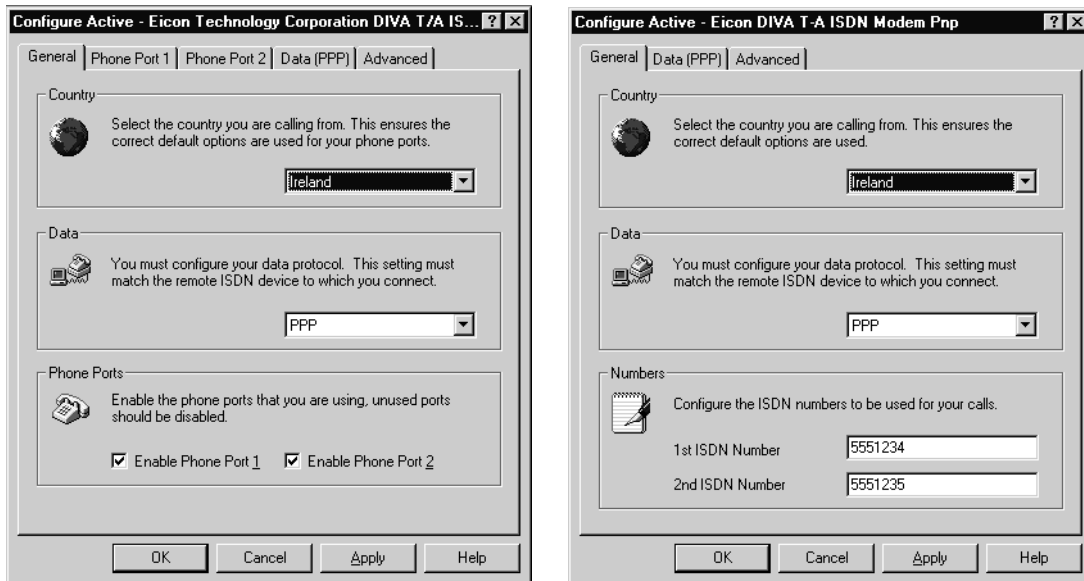 Configure Active - Eicon Technology Corporation DIVA T/A IS...
General
Phone Port 1
Phone Port 2
Data (PPP)
Advanced
Country
Select the country you are calling from. This ensures the
correct default options are used for your phone ports.
Ireland
Data
You must configure your data protocol. This setting must
match the remote ISDN device to which you connect.
PPP
Phone Ports
Enable the phone ports that you are using, unused ports
should be disabled.
Enable Phone Port 1
Enable Phone Port 2
OK
Cancel
Apply
Help
Configure Active - Eicon DIVA T-A ISDN Modem Pnp
General
Data (PPP)
Advanced
Country
Select the country you are calling from. This ensures the
correct default options are used.
Ireland
Data
You must configure your data protocol. This setting must
match the remote ISDN device to which you connect.
PPP
Numbers
Configure the ISDN numbers to be used for your calls.
1st ISDN Number
5551234
2nd ISDN Number
5551235
OK
Cancel
Apply
Help